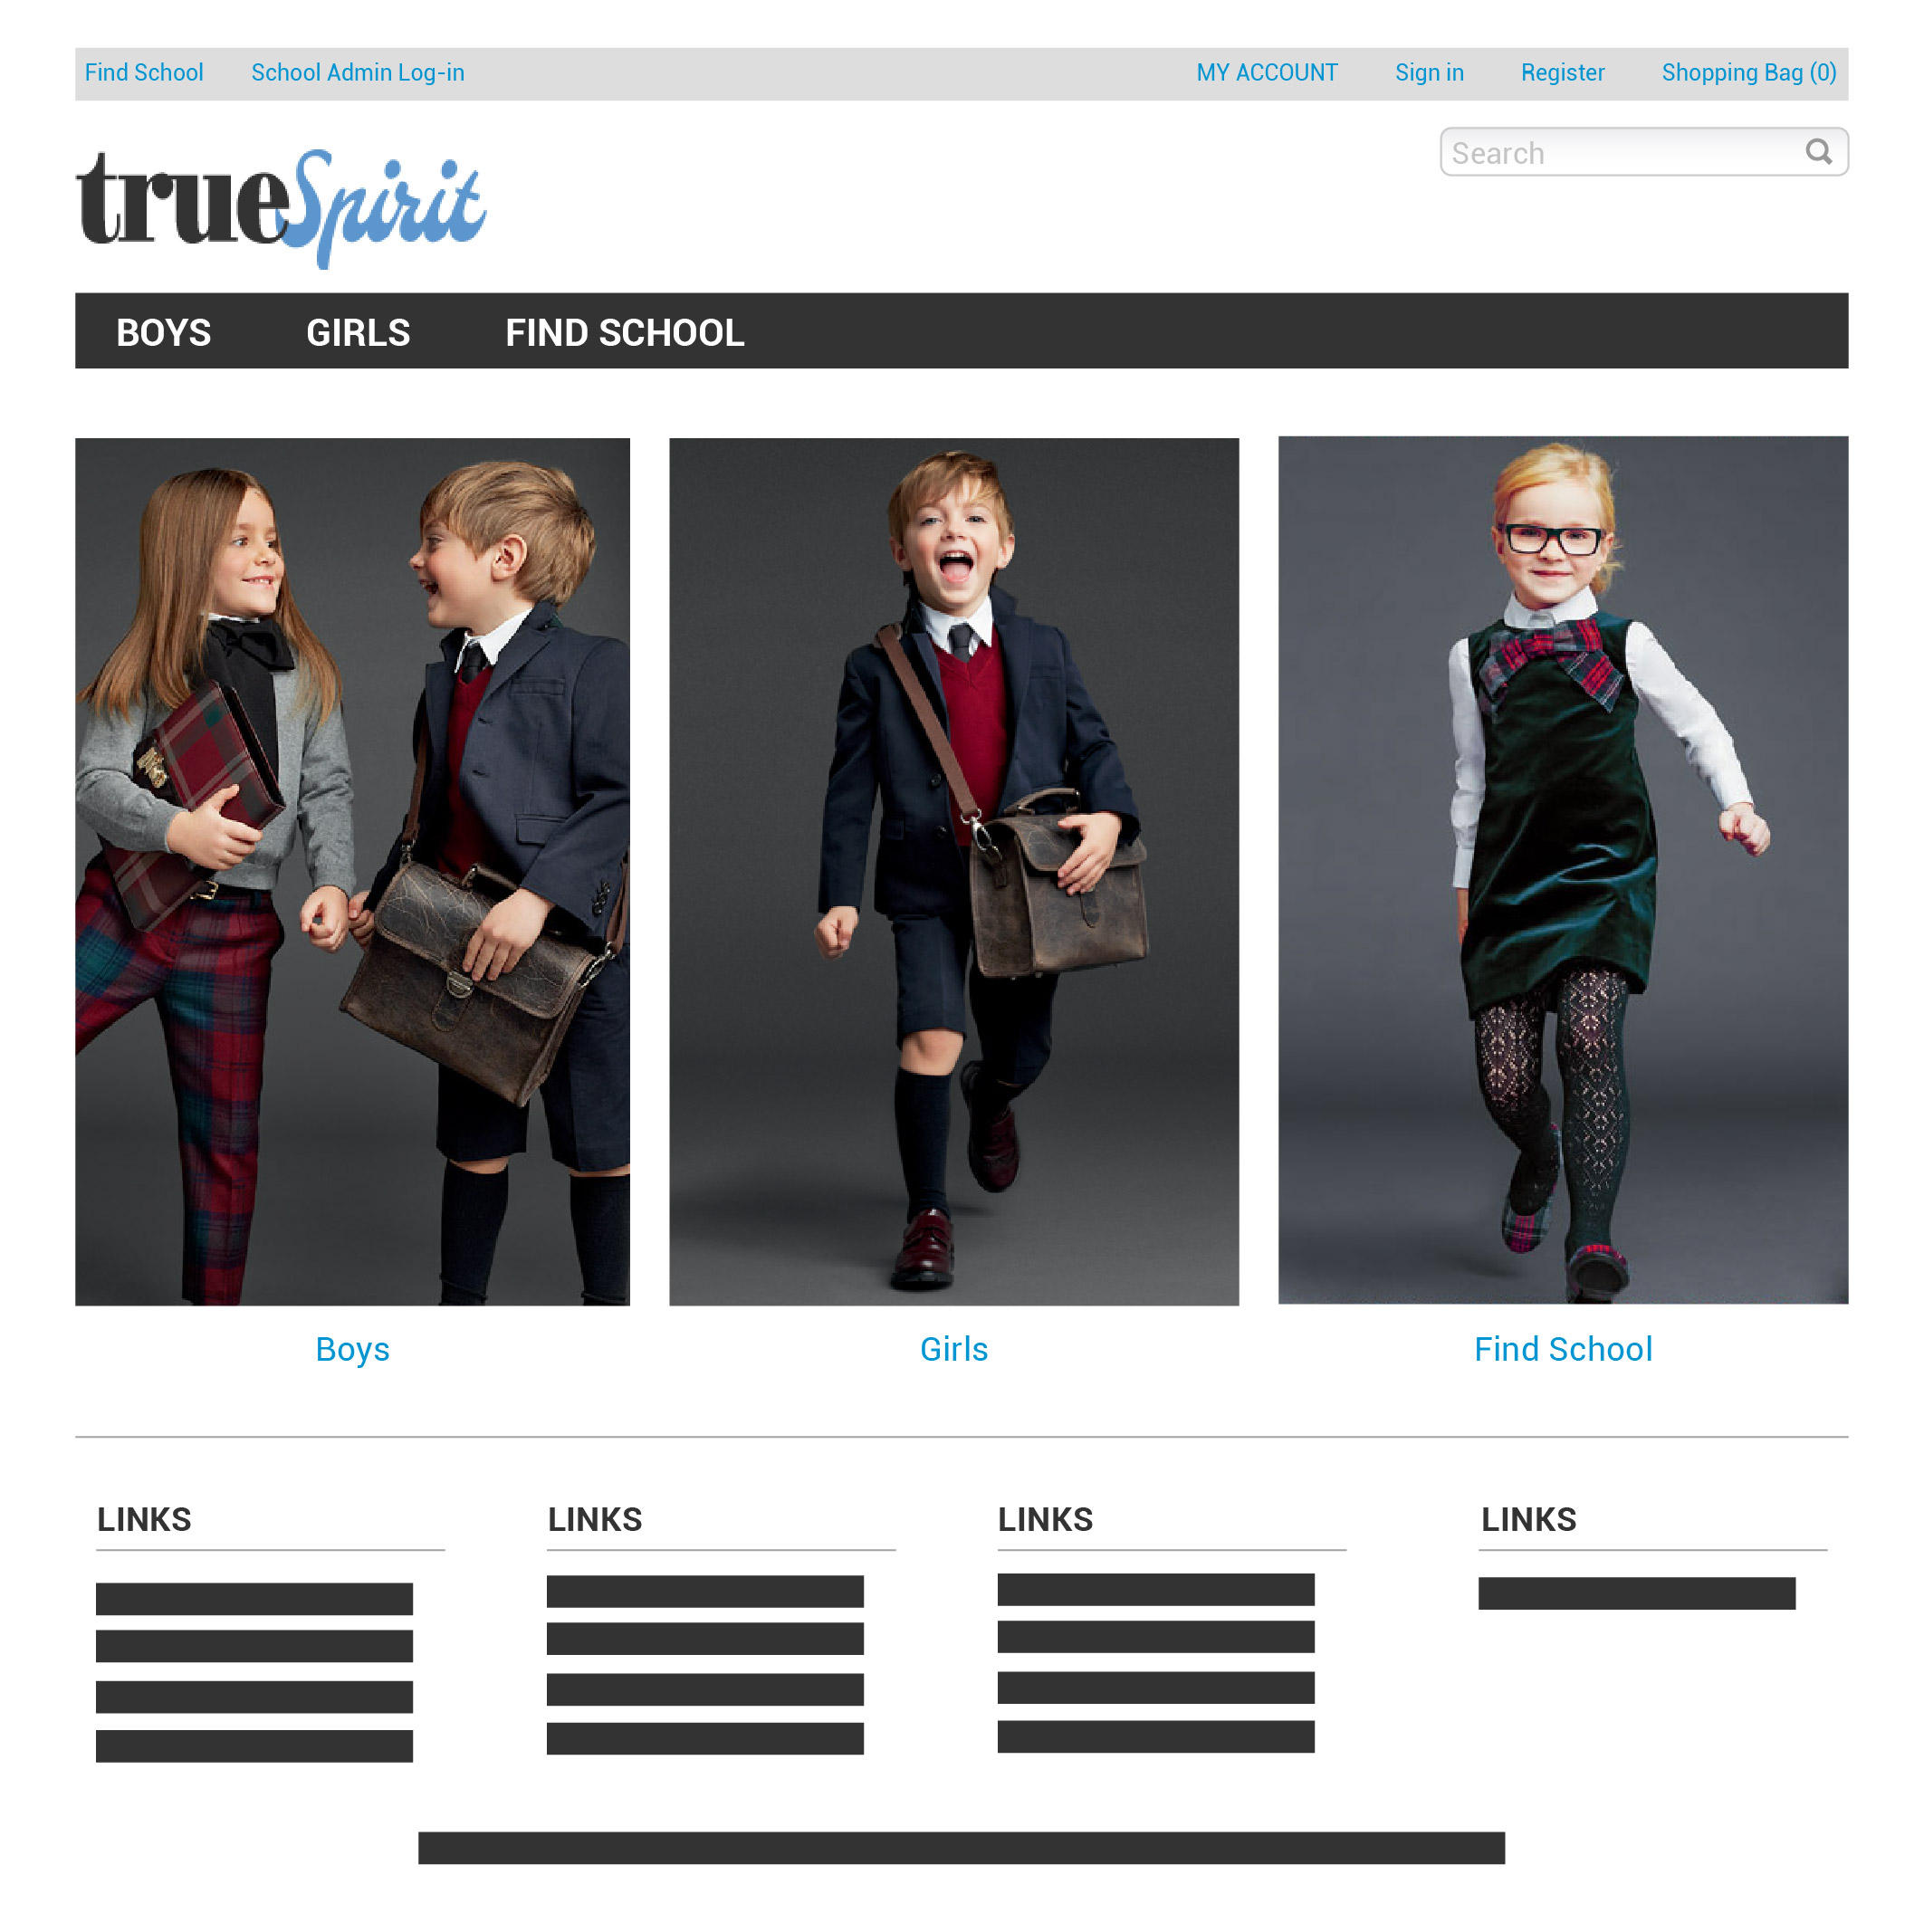 Find School School Admin Log-in MY ACCOUNT Sign in Register Shopping Bag (0)
Search
trueSpirit
BOYS GIRLS FIND SCHOOL
Boys Girls Find School
LINKS LINKS LINKS LINKS